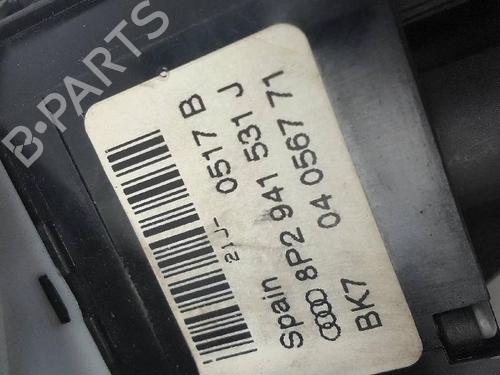 B-PARTS
21J- 0517 B
Spain
8P2 941 531 J
BK7 04 0567 71